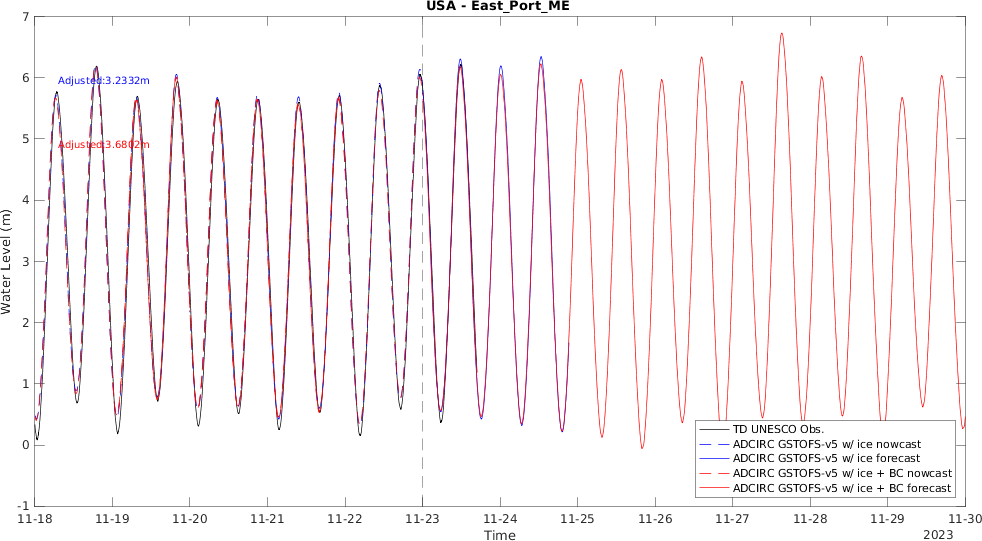 USA - East_Port_ME
7
6
5
4
3
2
1
0
-1
Water Level (m)
Adjusted:3.2332m
Adjusted:3.6802m
TD UNESCO Obs.
ADCIRC GSTOFS-v5 w/ ice nowcast
ADCIRC GSTOFS-v5 w/ ice forecast
ADCIRC GSTOFS-v5 w/ ice + BC nowcast
ADCIRC GSTOFS-v5 w/ ice + BC forecast
11-18 11-19 11-20 11-21 11-22 11-23 11-24 11-25 11-26 11-27 11-28 11-29 11-30
Time
2023